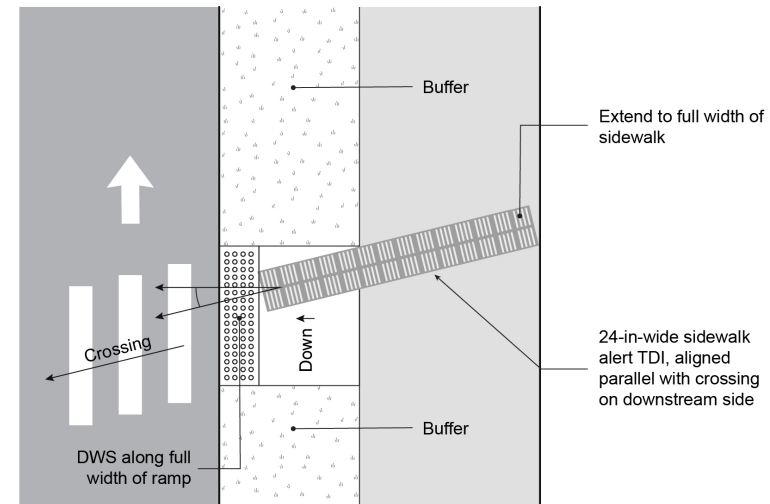 Buffer
Extend to full width of
sidewalk
Crossing
Down
24-in-wide sidewalk
alert TDI, aligned
parallel with crossing
on downstream side
Buffer
DWS along full
width of ramp